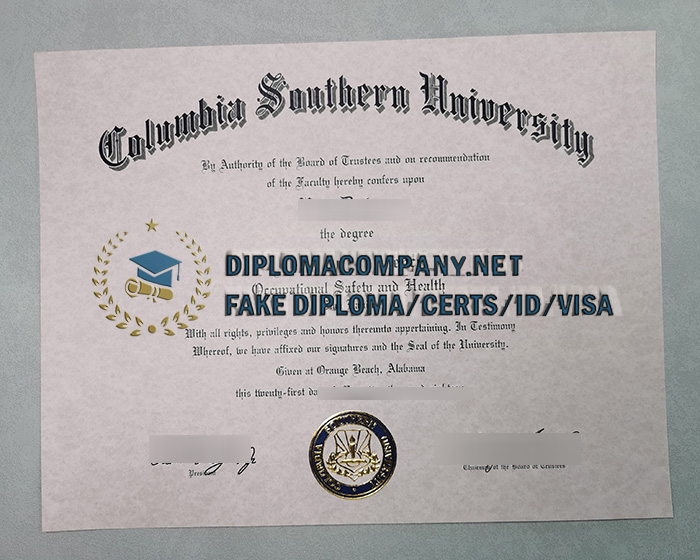 Columbia Southern University
By Authority of the Board of Trustees and on recommendation
of the Faculty hereby confers upon
the degree
DIPLOMACOMPANY.NET
Occupational Safety and Health
FAKE DIPLOMA/CERTS/ID/VISA
With all rights, privileges and honors thereunto appertaining. In Testimony
Whereof, we have affixed our signatures and the Seal of the University.
Given at Orange Beach, Alabama
this twenty-first
of the Board of Trustees